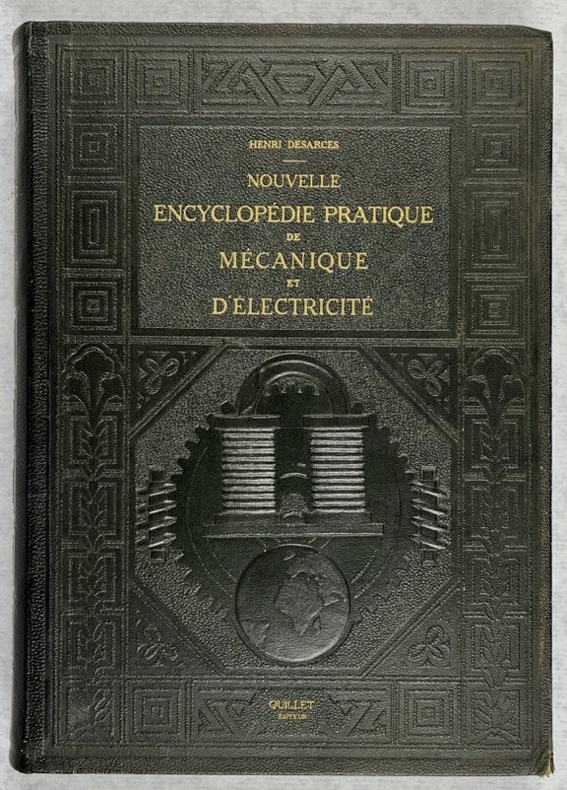 HENRI DESARCES
NOUVELLE
ENCYCLOPÉDIE PRATIQUE
DE
MÉCANIQUE
ET
D'ÉLECTRICITÉ
QUILLET
ÉDITEUR